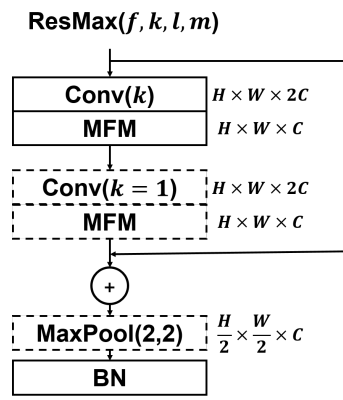 ResMax(f, k, l, m)
Conv(k) H × W × 2C
MFM H × W × C
Conv(k = 1) H × W × 2C
MFM H × W × C
+
MaxPool(2,2) H/2 × W/2 × C
BN